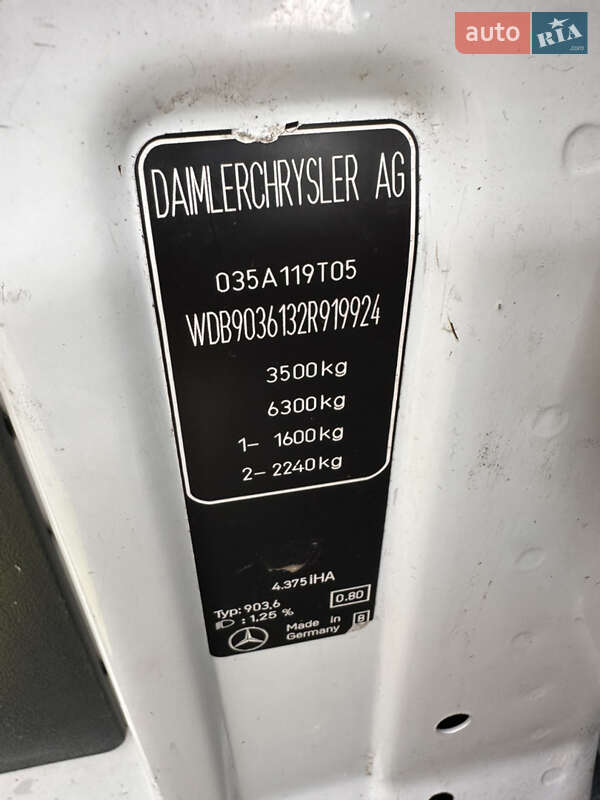 auto RIA.com
DAIMLERCHRYSLER AG
035A119T05
WDB9036132R919924
3500kg
6300kg
1- 1600kg
2- 2240kg
4.375iHA
Typ: 903.6 0.80
: 1,25 %
Made in 8
Germany